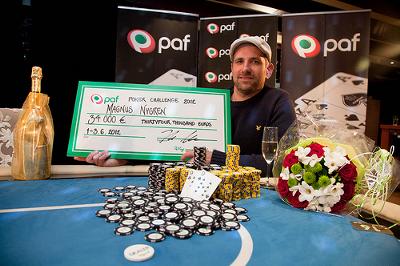 paf
paf
paf
paf
paf POKER CHALLENGE 2012
MAGNUS NYGREN
34 000 € THIRTYFOUR THOUSAND EUROS
1-3.6.2012